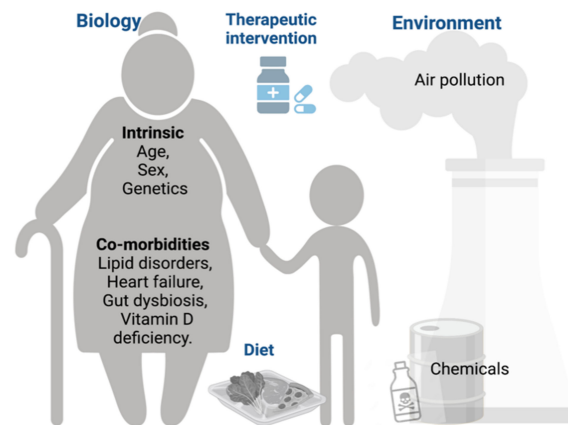 Biology
Therapeutic
intervention
Environment
Air pollution
Intrinsic
Age,
Sex,
Genetics
Co-morbidities
Lipid disorders,
Heart failure,
Gut dysbiosis,
Vitamin D
deficiency.
Diet
Chemicals